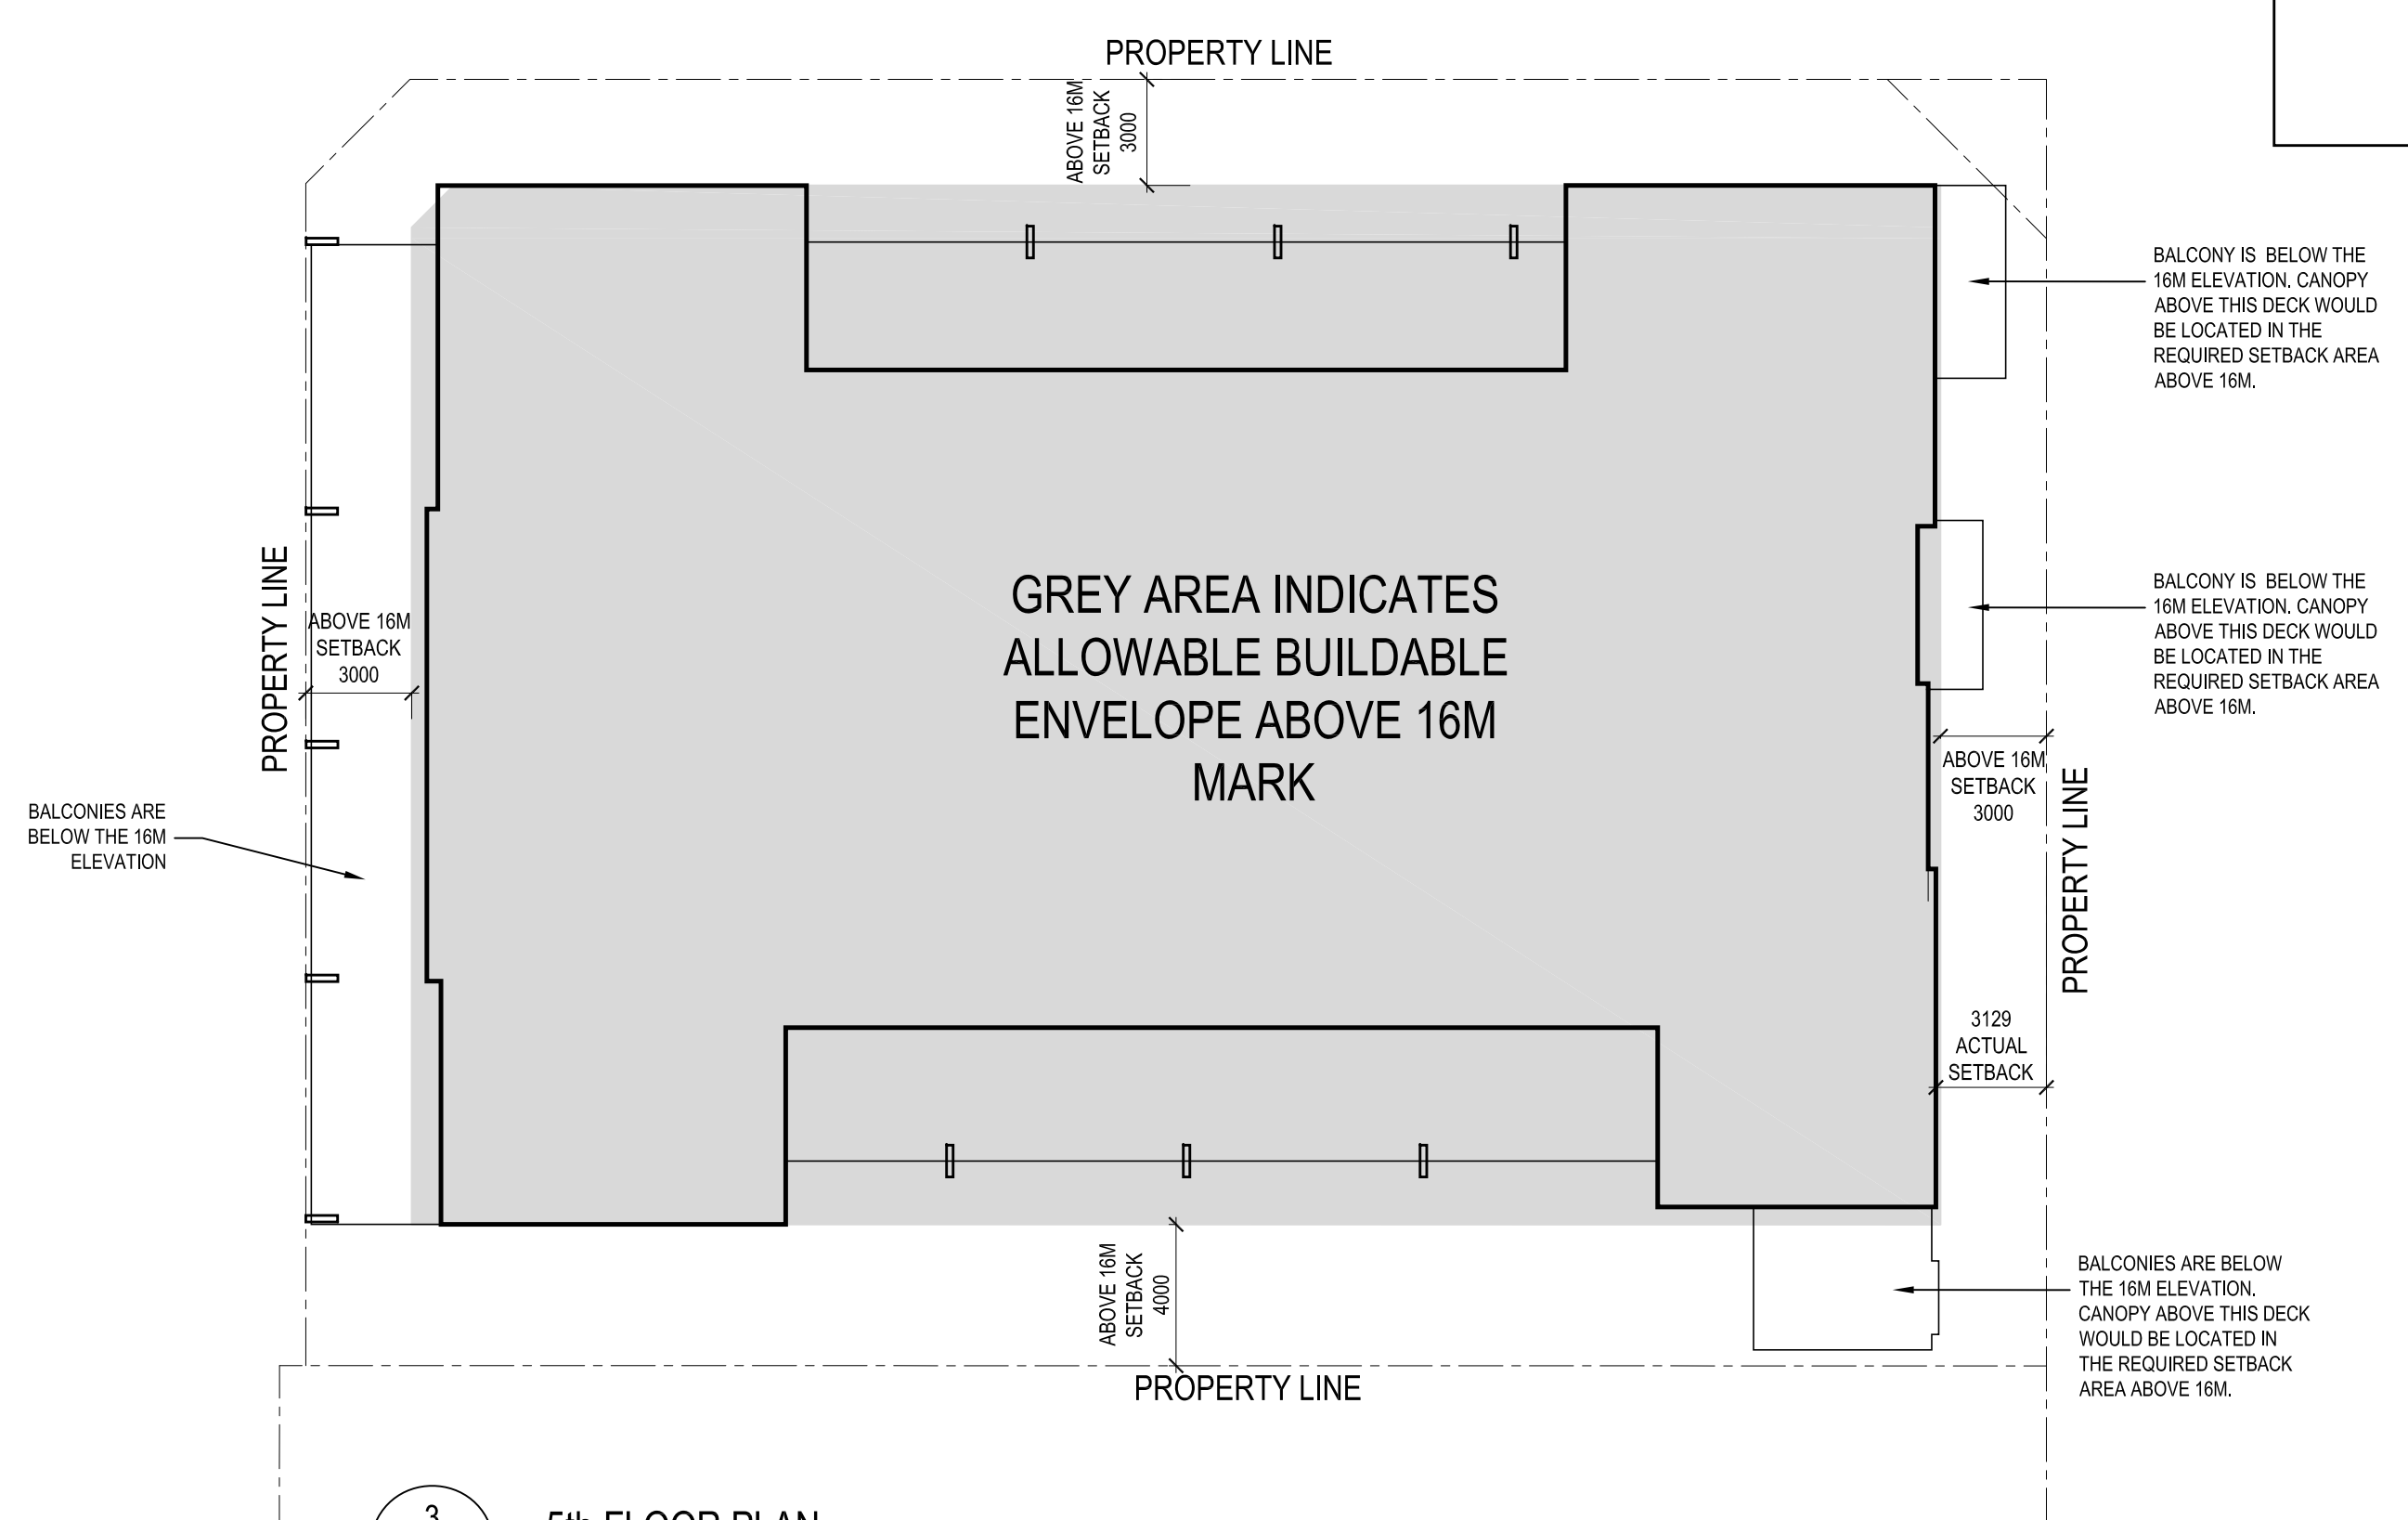 PROPERTY LINE
ABOVE 16M
SETBACK
3000
BALCONY IS BELOW THE
16M ELEVATION. CANOPY
ABOVE THIS DECK WOULD
BE LOCATED IN THE
REQUIRED SETBACK AREA
ABOVE 16M.
PROPERTY LINE
ABOVE 16M
SETBACK
3000
GREY AREA INDICATES
ALLOWABLE BUILDABLE
ENVELOPE ABOVE 16M
MARK
BALCONY IS BELOW THE
16M ELEVATION. CANOPY
ABOVE THIS DECK WOULD
BE LOCATED IN THE
REQUIRED SETBACK AREA
ABOVE 16M.
ABOVE 16M
SETBACK
3000
PROPERTY LINE
BALCONIES ARE
BELOW THE 16M
ELEVATION
3129
ACTUAL
SETBACK
ABOVE 16M
SETBACK
4000
BALCONIES ARE BELOW
THE 16M ELEVATION.
CANOPY ABOVE THIS DECK
WOULD BE LOCATED IN
THE REQUIRED SETBACK
AREA ABOVE 16M.
PROPERTY LINE
3
5th FLOOR PLAN